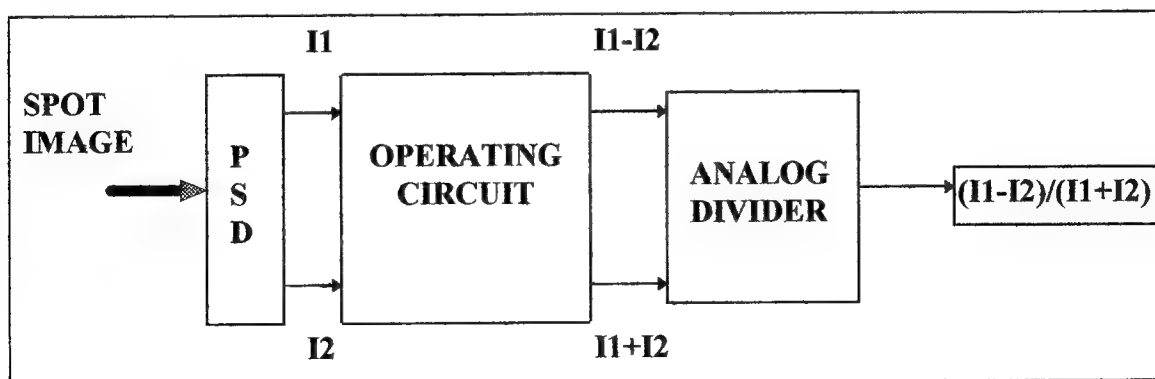 I1
I1-I2
SPOT
IMAGE
P
S
D
OPERATING
CIRCUIT
ANALOG
DIVIDER
(I1-I2)/(I1+I2)
I2
I1+I2